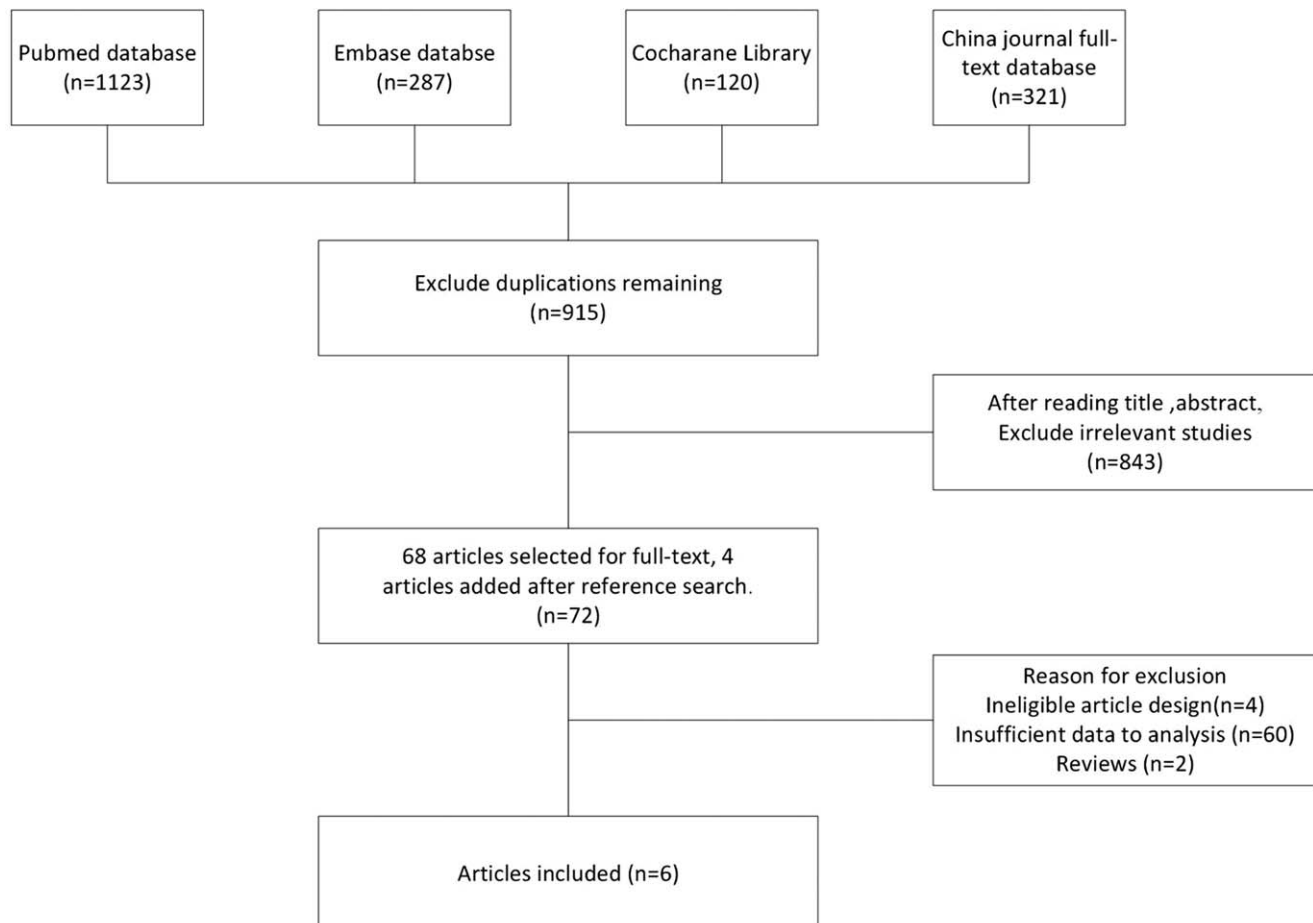 Pubmed database
(n=1123)
Embase databse
(n=287)
Cocharane Library
(n=120)
China journal full-
text database
(n=321)
Exclude duplications remaining
(n=915)
After reading title ,abstract,
Exclude irrelevant studies
(n=843)
68 articles selected for full-text, 4
articles added after reference search.
(n=72)
Reason for exclusion
Ineligible article design(n=4)
Insufficient data to analysis (n=60)
Reviews (n=2)
Articles included (n=6)